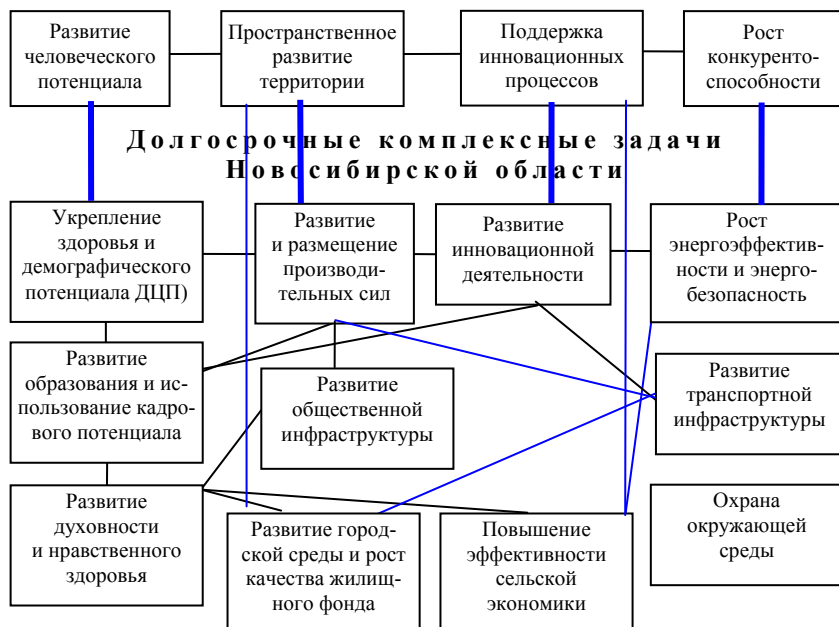 Развитие
человеческого
потенциала
Пространственное
развитие
территории
Поддержка
инновационных
процессов
Рост
конкуренто-
способности
Долгосрочные комплексные задачи
Новосибирской области
Укрепление
здоровья и
демографического
потенциала ДЦП)
Развитие
и размещение
производи-
тельных сил
Развитие
инновационной
деятельности
Рост
энергоэффектив-
ности и энерго-
безопасность
Развитие
образования и ис-
пользование кадро-
вого потенциала
Развитие
общественной
инфраструктуры
Развитие
транспортной
инфраструктуры
Развитие
духовности
и нравственного
здоровья
Развитие город-
ской среды и рост
качества жилищ-
ного фонда
Повышение
эффективности
сельской
экономики
Охрана
окружающей
среды